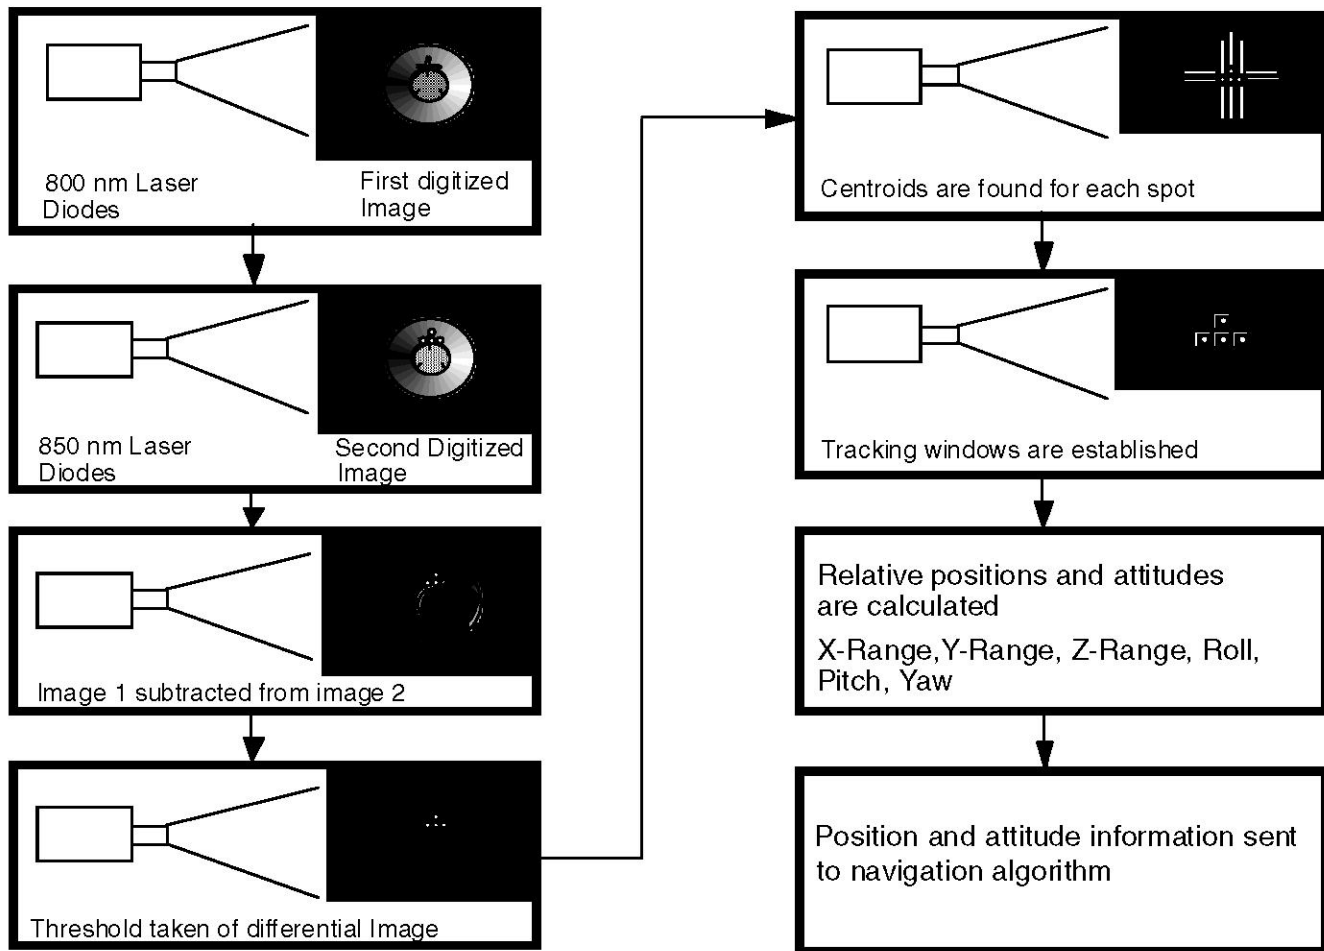 800 nm Laser
Diodes
First digitized
Image
850 nm Laser
Diodes
Second Digitized
Image
Image 1 subtracted from image 2
Threshold taken of differential Image
Centroids are found for each spot
Tracking windows are established
Relative positions and attitudes
are calculated
X-Range,Y-Range, Z-Range, Roll,
Pitch, Yaw
Position and attitude information sent
to navigation algorithm